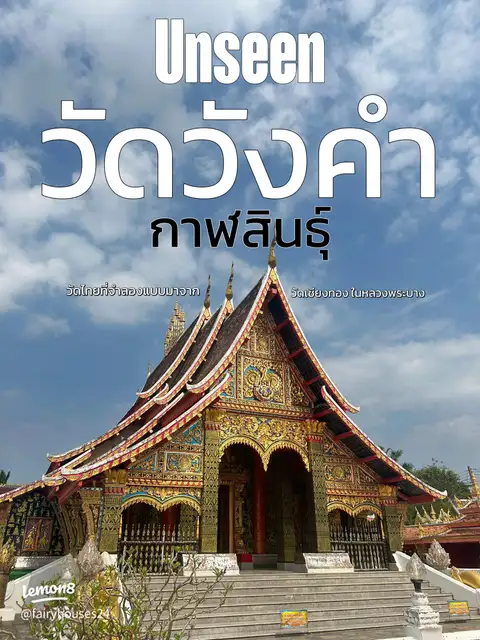 Unseen
วัดวังคำ
กาฬสินธุ์
วัดไทยที่จำลองแบบมาจาก วัดเชียงทอง ในหลวงพระบาง
lemon8
@fairyhouses24